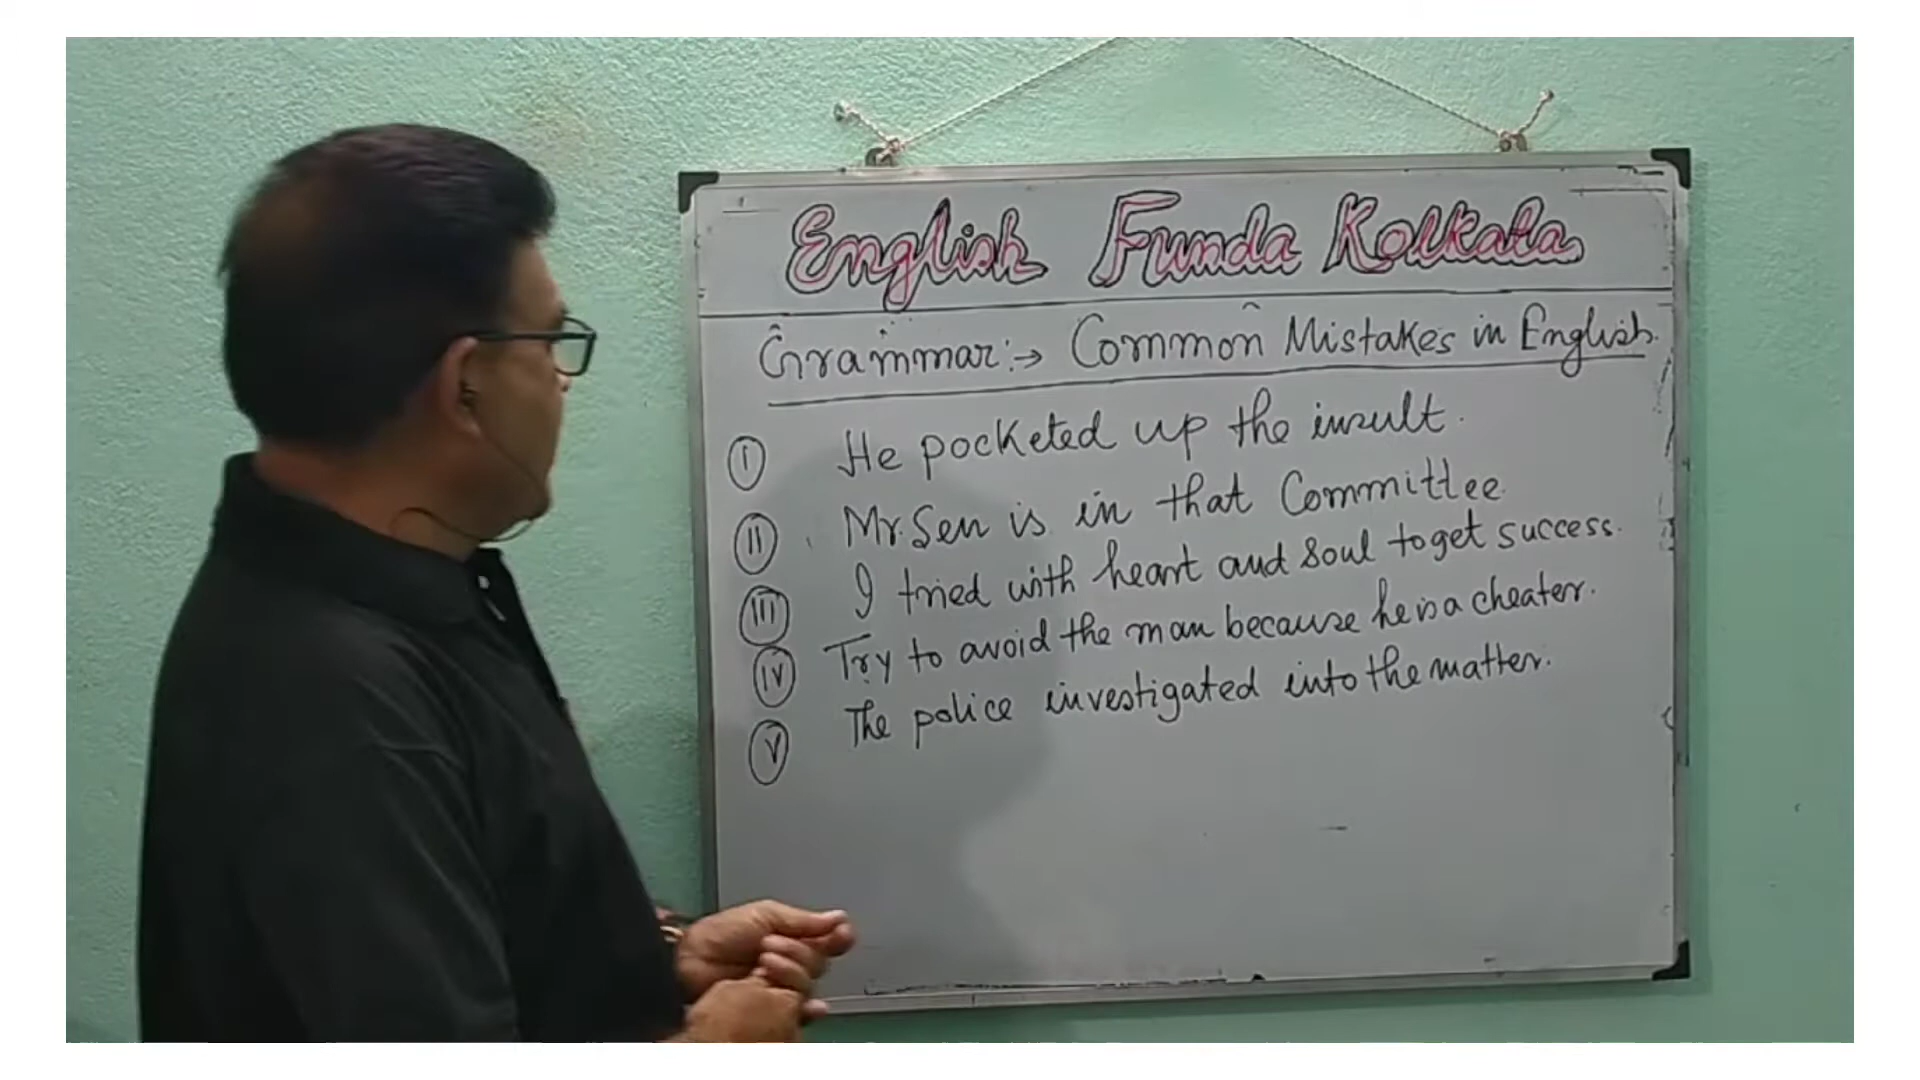 English Funda Kolkata
Grammar:→ Common Mistakes in English.
I He pocketed up the insult.
II Mr. Sen is in that Committee.
III I tried with heart and soul to get success.
IV Try to avoid the man because he is a cheater.
V The police investigated into the matter.